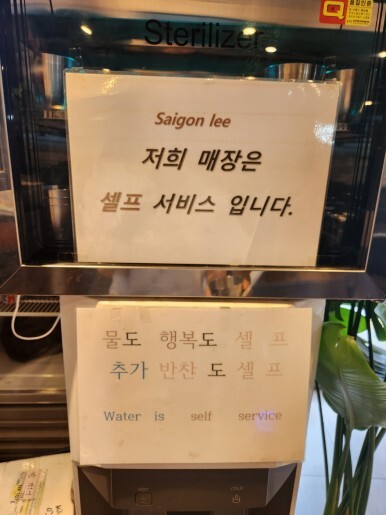 Sterilizer
Saigon lee
저희 매장은
셀프 서비스 입니다.
물도 행복도 셀 프
추가 반찬 도 셀프
Water is self service